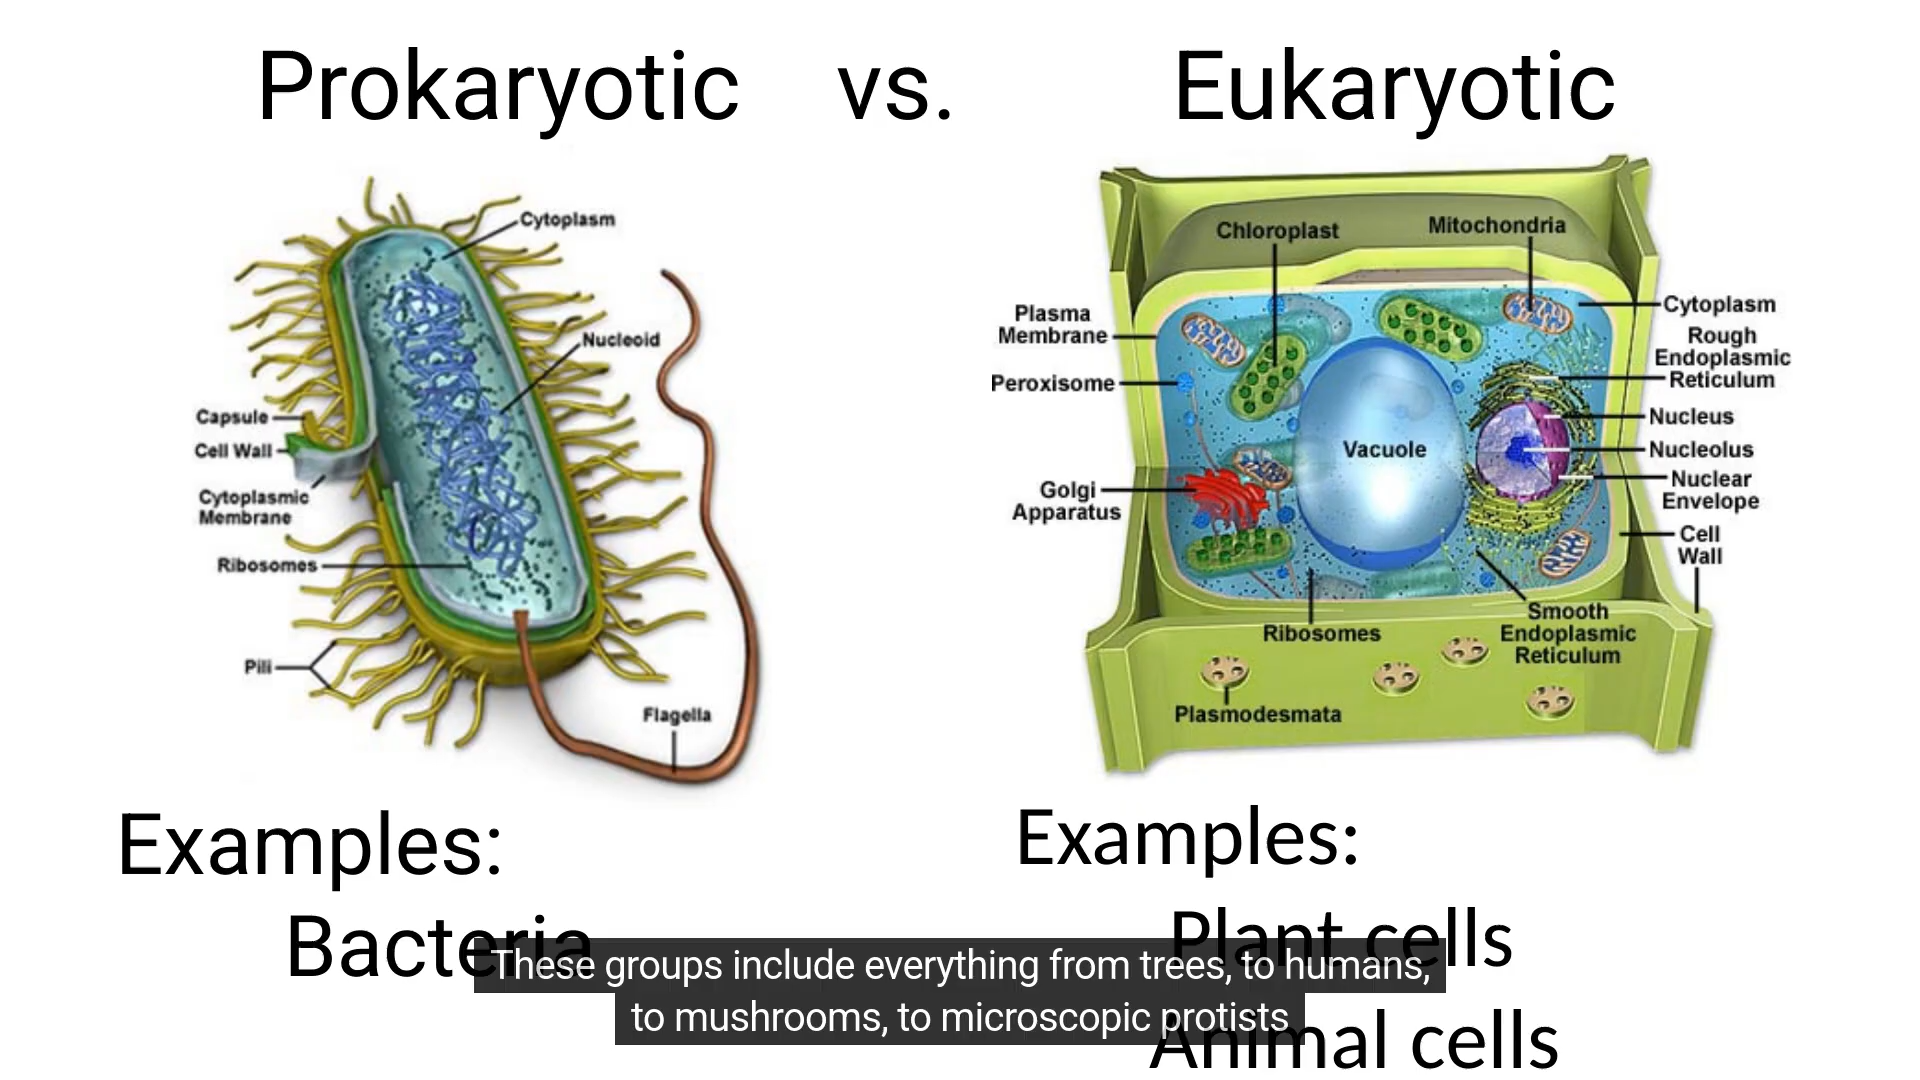 Prokaryotic vs. Eukaryotic
Cytoplasm
Nucleoid
Capsule
Cell Wall
Cytoplasmic
Membrane
Ribosomes
Pili
Flagella
Chloroplast
Mitochondria
Plasma
Membrane
Peroxisome
Golgi
Apparatus
Vacuole
Cytoplasm
Rough
Endoplasmic
Reticulum
Nucleus
Nucleolus
Nuclear
Envelope
Cell
Wall
Smooth
Endoplasmic
Reticulum
Ribosomes
Plasmodesmata
Examples:
Bacteria
Examples:
Plant cells
Animal cells
These groups include everything from trees, to humans,
to mushrooms, to microscopic protists